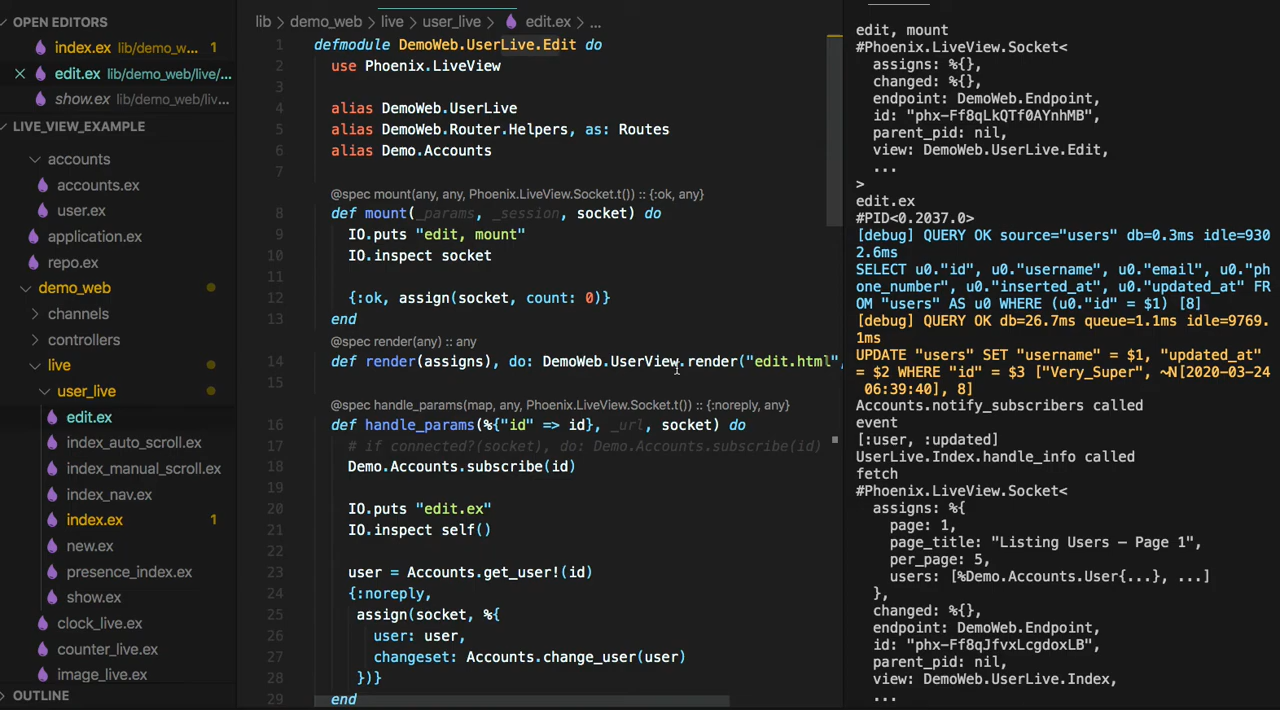 OPEN EDITORS
index.ex lib/demo_w... 1
edit.ex lib/demo_web/live/...
show.ex lib/demo_web/liv...
LIVE_VIEW_EXAMPLE
accounts
accounts.ex
user.ex
application.ex
repo.ex
demo_web
channels
controllers
live
user_live
edit.ex
index_auto_scroll.ex
index_manual_scroll.ex
index_nav.ex
index.ex 1
new.ex
presence_index.ex
show.ex
clock_live.ex
counter_live.ex
image_live.ex
OUTLINE
lib > demo_web > live > user_live > edit.ex > ...
1 defmodule DemoWeb.UserLive.Edit do
2 use Phoenix.LiveView
3
4 alias DemoWeb.UserLive
5 alias DemoWeb.Router.Helpers, as: Routes
6 alias Demo.Accounts
7
@spec mount(any, any, Phoenix.LiveView.Socket.t()) :: {:ok, any}
8 def mount(_params, _session, socket) do
9 IO.puts "edit, mount"
10 IO.inspect socket
11
12 {:ok, assign(socket, count: 0)}
13 end
@spec render(any) :: any
14 def render(assigns), do: DemoWeb.UserView.render("edit.html",
15
@spec handle_params(map, any, Phoenix.LiveView.Socket.t()) :: {:noreply, any}
16 def handle_params(%{"id" => id}, _url, socket) do
17 # if connected?(socket), do: Demo.Accounts.subscribe(id)
18 Demo.Accounts.subscribe(id)
19
20 IO.puts "edit.ex"
21 IO.inspect self()
22
23 user = Accounts.get_user!(id)
24 {:noreply,
25 assign(socket, %{
26 user: user,
27 changeset: Accounts.change_user(user)
28 })}
29 end
edit, mount
#Phoenix.LiveView.Socket<
assigns: %{},
changed: %{},
endpoint: DemoWeb.Endpoint,
id: "phx-Ff8qLkQTf0AYnhMB",
parent_pid: nil,
view: DemoWeb.UserLive.Edit,
...
>
edit.ex
#PID<0.2037.0>
[debug] QUERY OK source="users" db=0.3ms idle=930
2.6ms
SELECT u0."id", u0."username", u0."email", u0."ph
one_number", u0."inserted_at", u0."updated_at" FR
OM "users" AS u0 WHERE (u0."id" = $1) [8]
[debug] QUERY OK db=26.7ms queue=1.1ms idle=9769.
1ms
UPDATE "users" SET "username" = $1, "updated_at"
= $2 WHERE "id" = $3 ["Very_Super", ~N[2020-03-24
06:39:40], 8]
Accounts.notify_subscribers called
event
[:user, :updated]
UserLive.Index.handle_info called
fetch
#Phoenix.LiveView.Socket<
assigns: %{
page: 1,
page_title: "Listing Users – Page 1",
per_page: 5,
users: [%Demo.Accounts.User{...}, ...]
},
changed: %{},
endpoint: DemoWeb.Endpoint,
id: "phx-Ff8qJfvxLcgdoxLB",
parent_pid: nil,
view: DemoWeb.UserLive.Index,
...